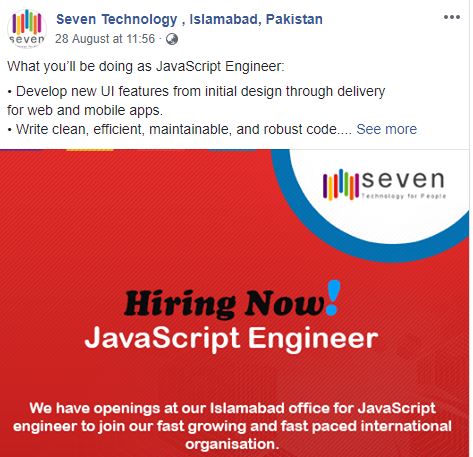 Seven Technology , Islamabad, Pakistan
28 August at 11:56 ·
What you'll be doing as JavaScript Engineer:
• Develop new UI features from initial design through delivery
for web and mobile apps.
• Write clean, efficient, maintainable, and robust code.... See more
seven
seven
Technology for People
Hiring Now!
JavaScript Engineer
We have openings at our Islamabad office for JavaScript
engineer to join our fast growing and fast paced international
organisation.